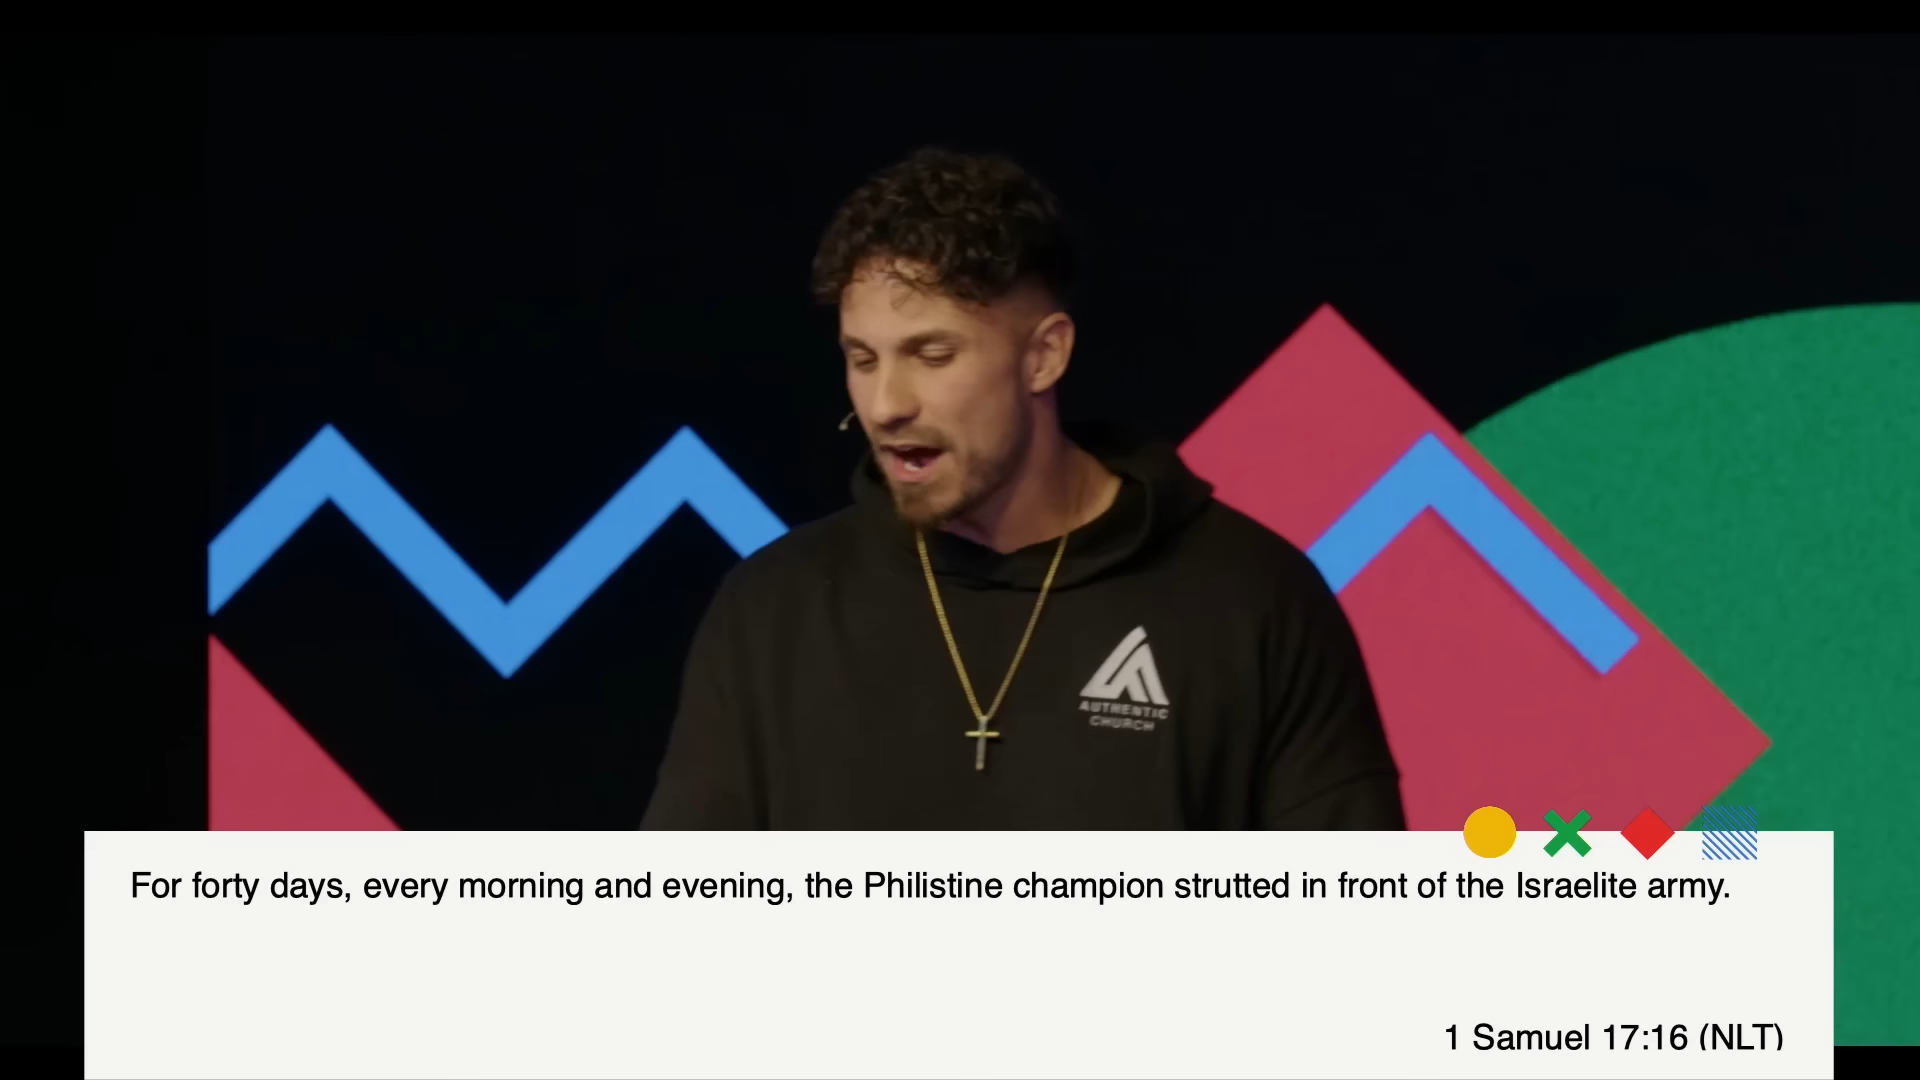 AUTHENTIC
CHURCH
For forty days, every morning and evening, the Philistine champion strutted in front of the Israelite army.
1 Samuel 17:16 (NLT)